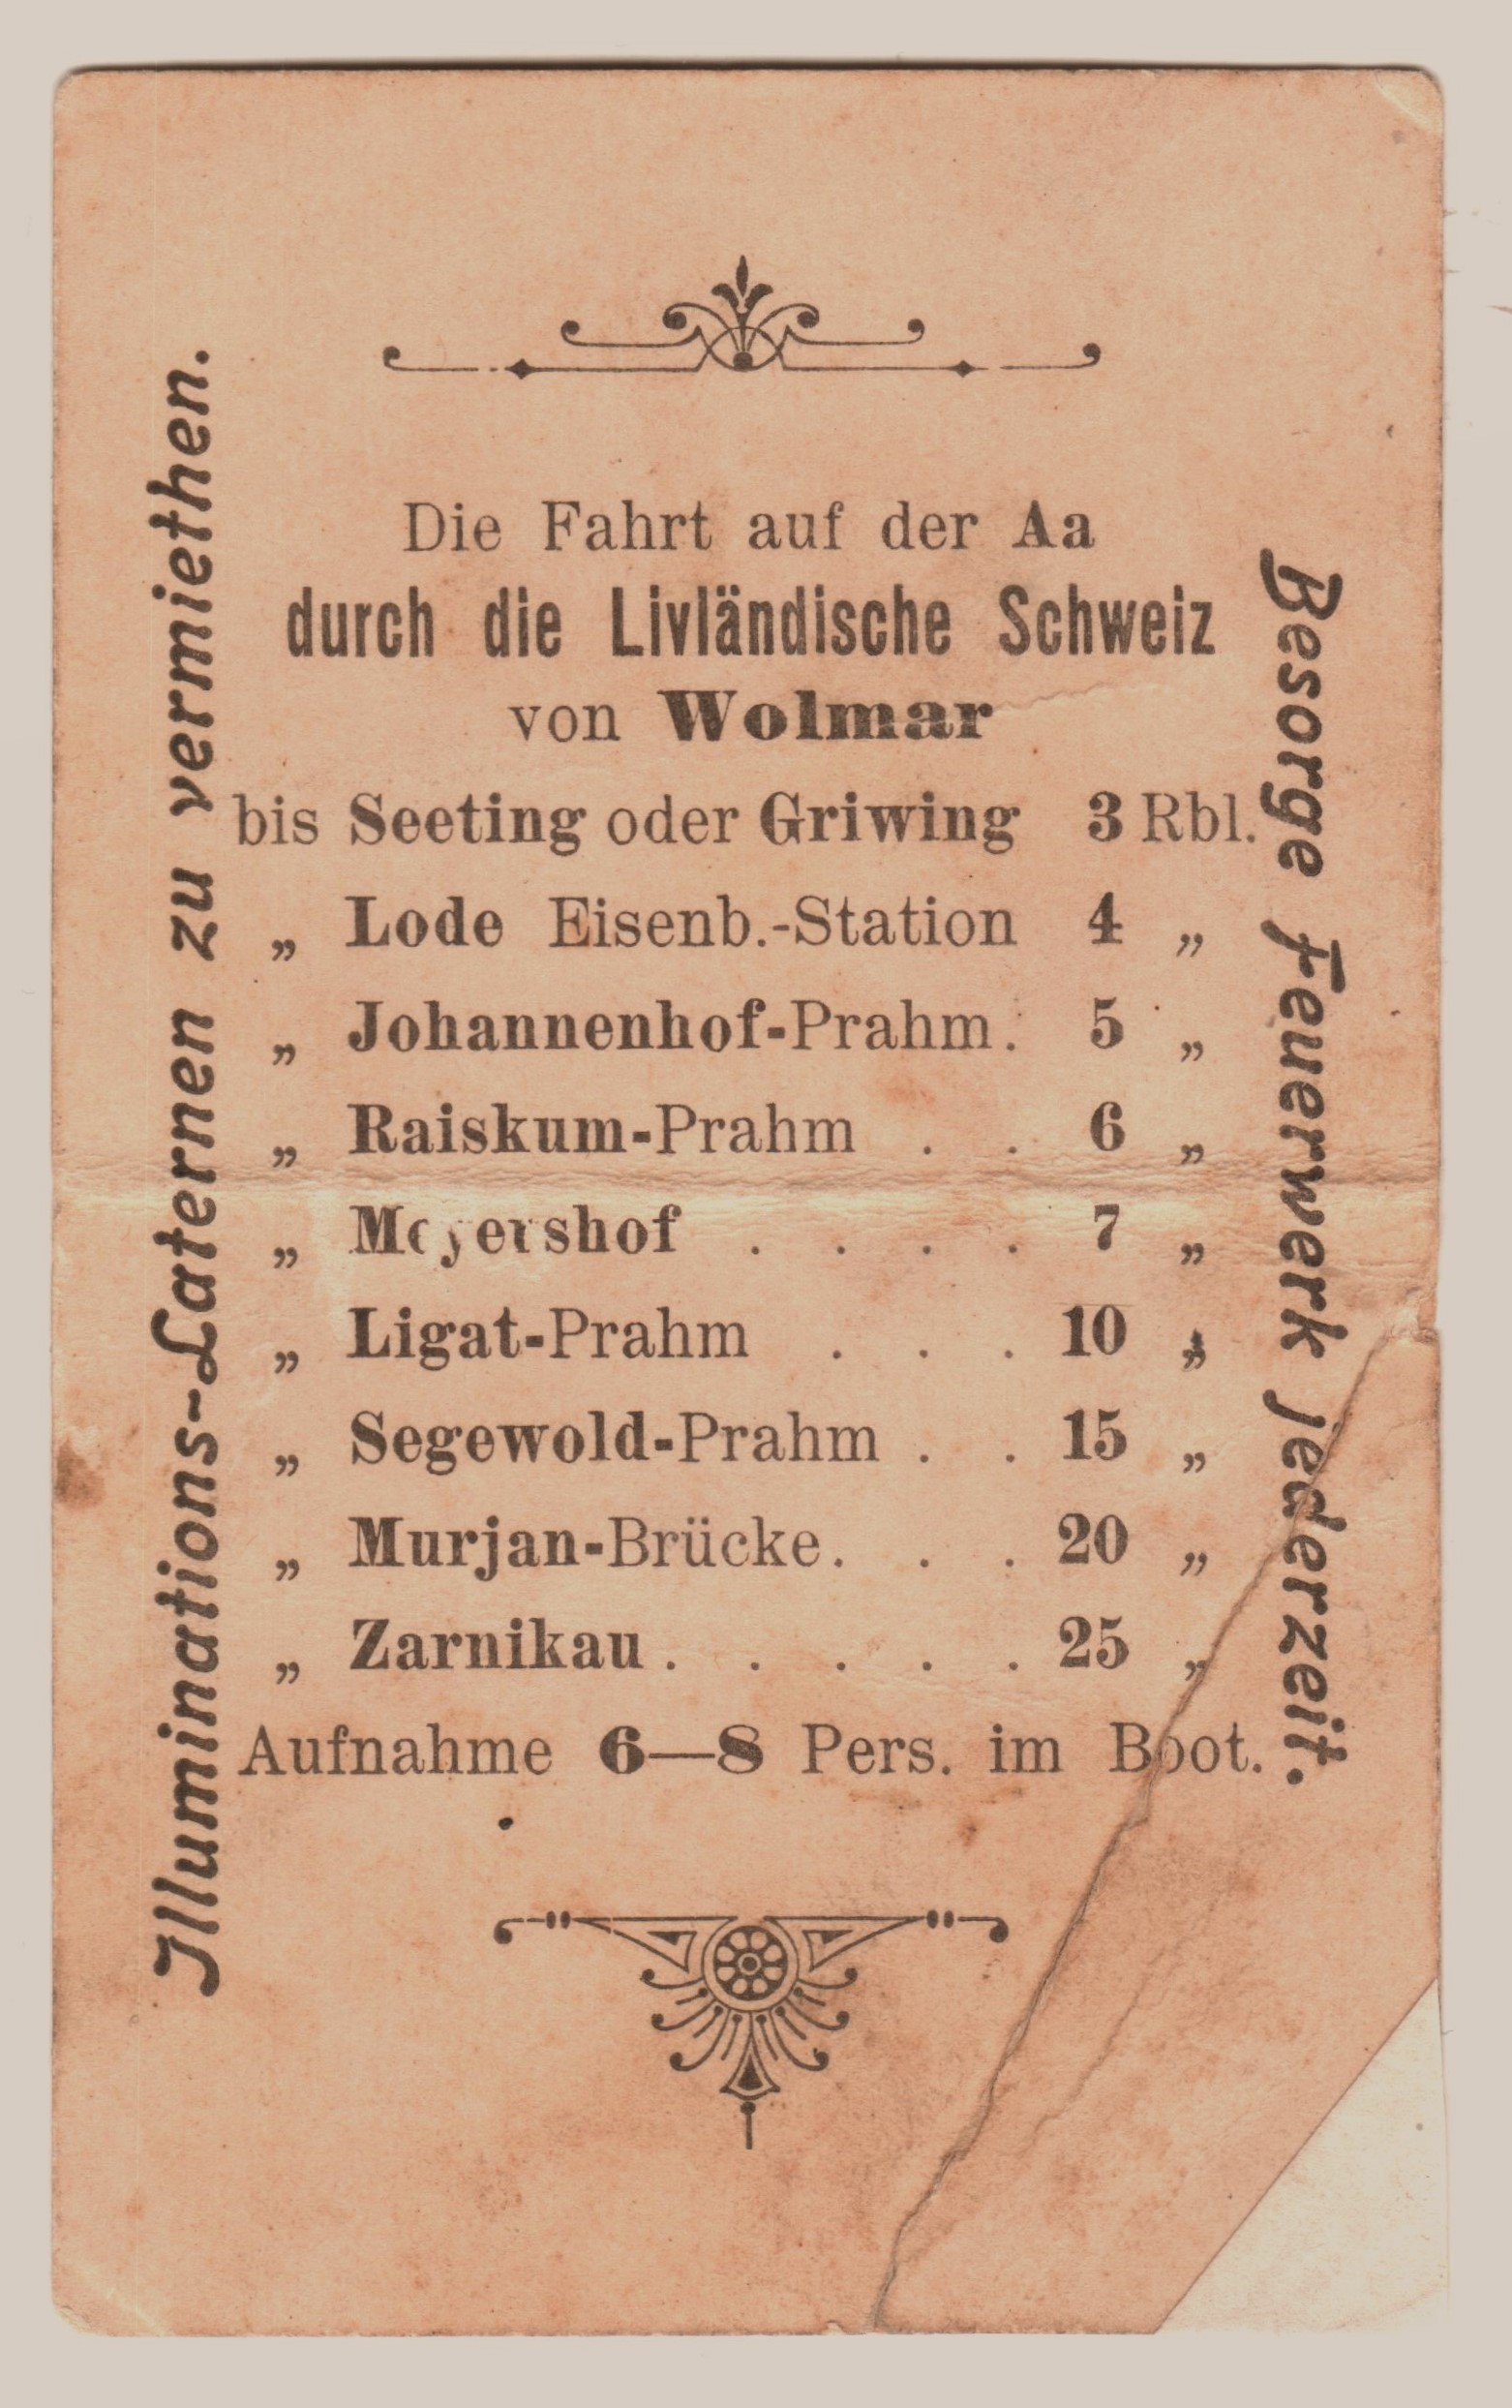 Die Fahrt auf der Aa
durch die Livländische Schweiz
von Wolmar
bis Seeting oder Griwing 3 Rbl.
„ Lode Eisenb.-Station 4 „
„ Johannenhof-Prahm . 5 „
„ Raiskum-Prahm . . 6 „
„ Meyershof . . . . 7 „
„ Ligat-Prahm . . . 10 „
„ Segewold-Prahm . . 15 „
„ Murjan-Brücke . . . 20 „
„ Zarnikau . . . . . 25 „
Aufnahme 6—8 Pers. im Boot.
Illuminations-Laternen zu vermiethen.
Besorge Feuerwerk jederzeit.